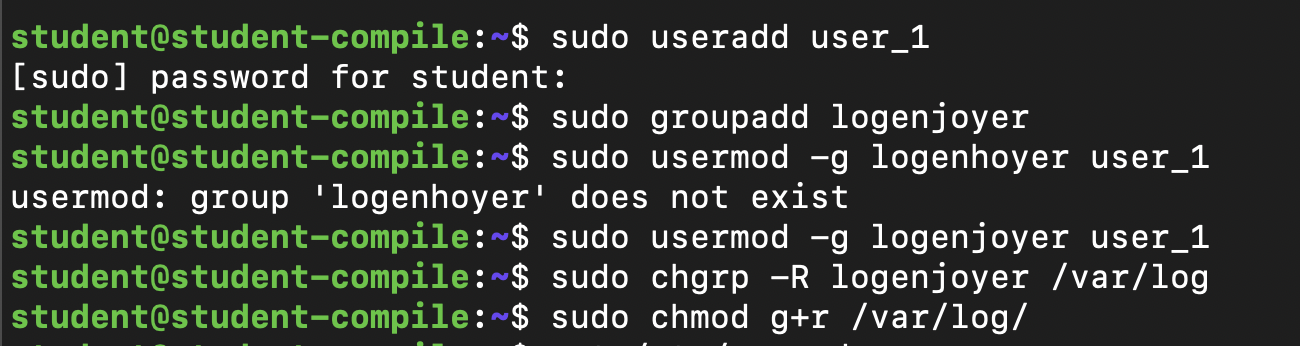 student@student-compile:~$ sudo useradd user_1
[sudo] password for student:
student@student-compile:~$ sudo groupadd logenjoyer
student@student-compile:~$ sudo usermod -g logenhoyer user_1
usermod: group 'logenhoyer' does not exist
student@student-compile:~$ sudo usermod -g logenjoyer user_1
student@student-compile:~$ sudo chgrp -R logenjoyer /var/log
student@student-compile:~$ sudo chmod g+r /var/log/